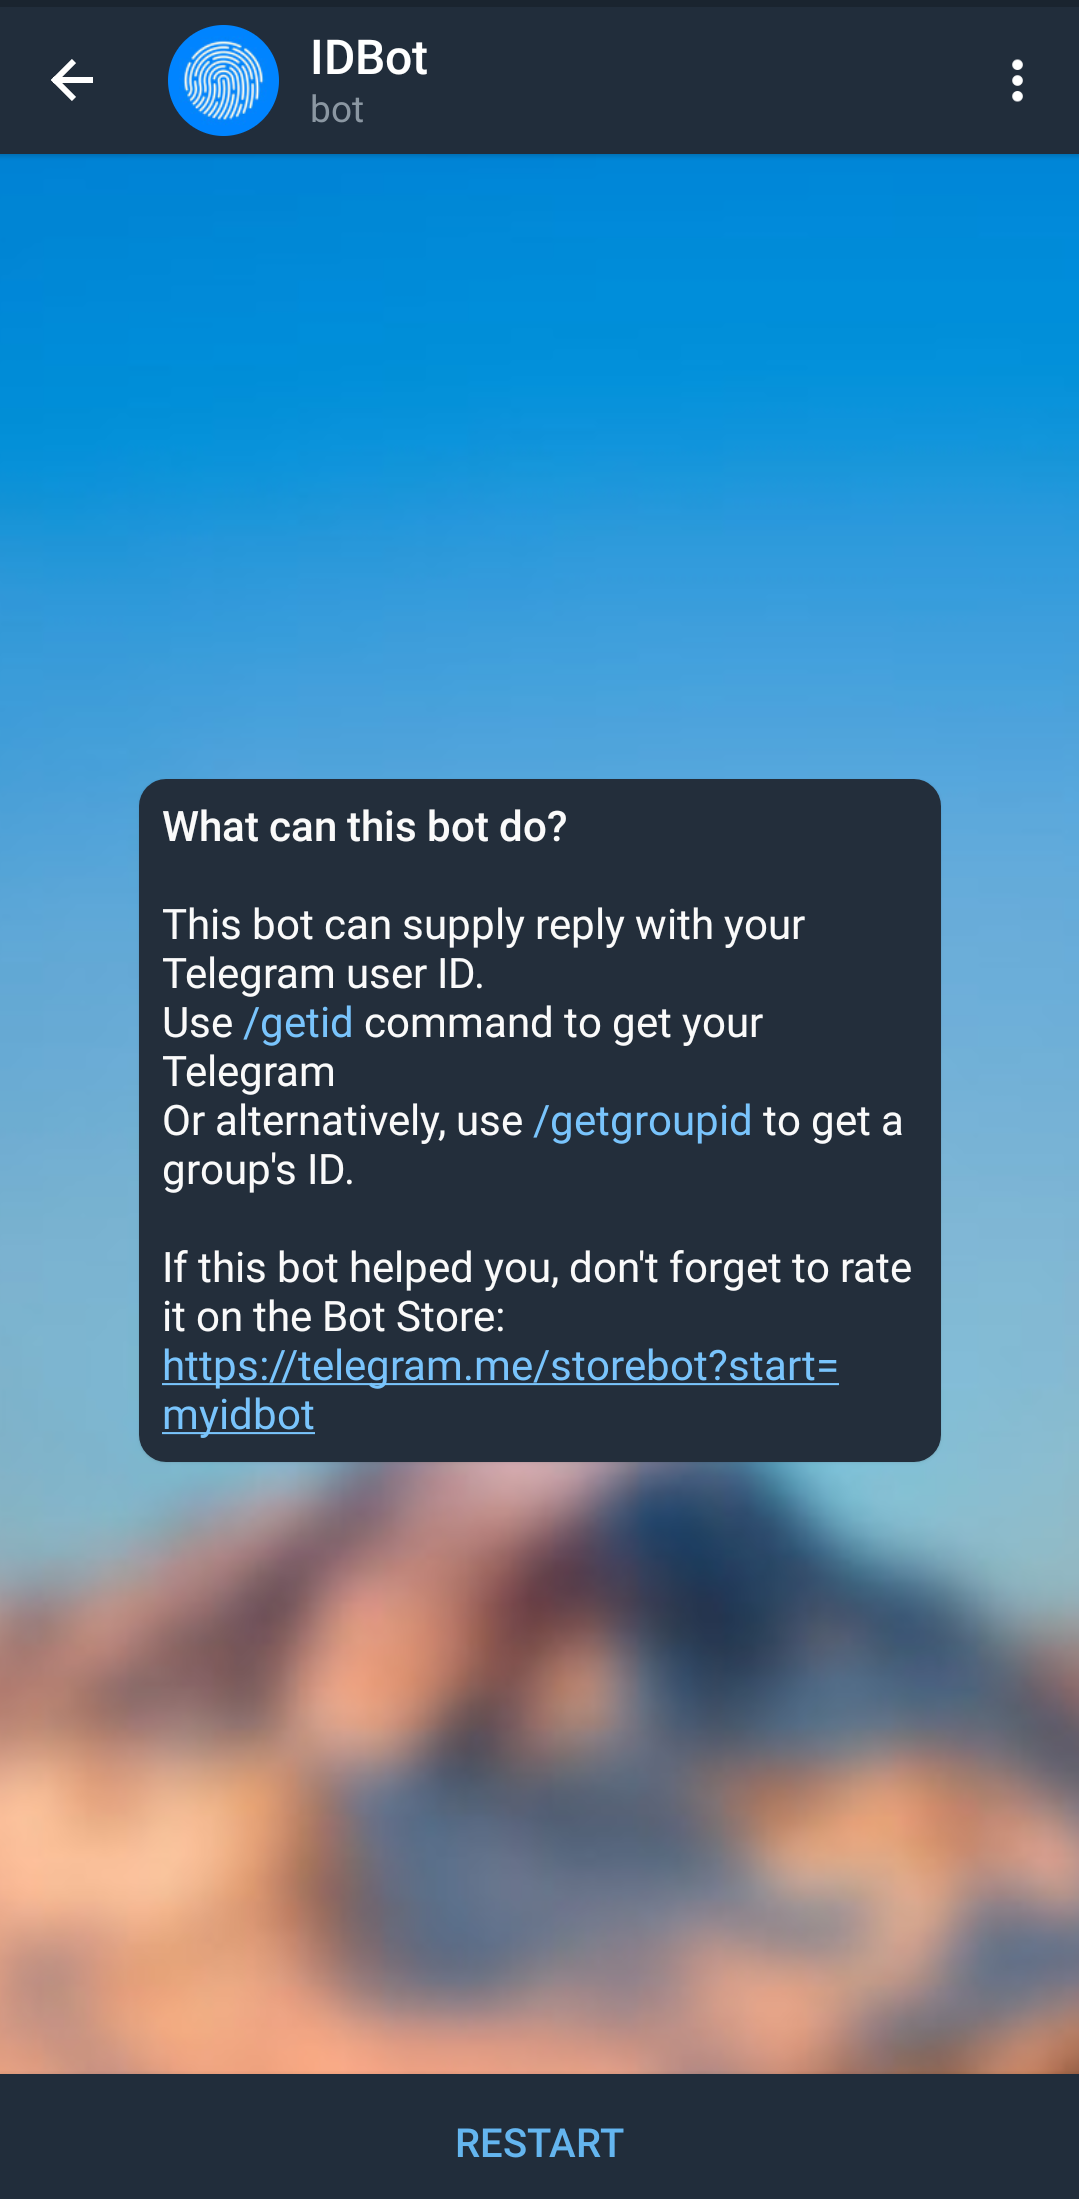 IDBot
bot
What can this bot do?
This bot can supply reply with your
Telegram user ID.
Use /getid command to get your
Telegram
Or alternatively, use /getgroupid to get a
group's ID.
If this bot helped you, don't forget to rate
it on the Bot Store:
https://telegram.me/storebot?start=
myidbot
RESTART